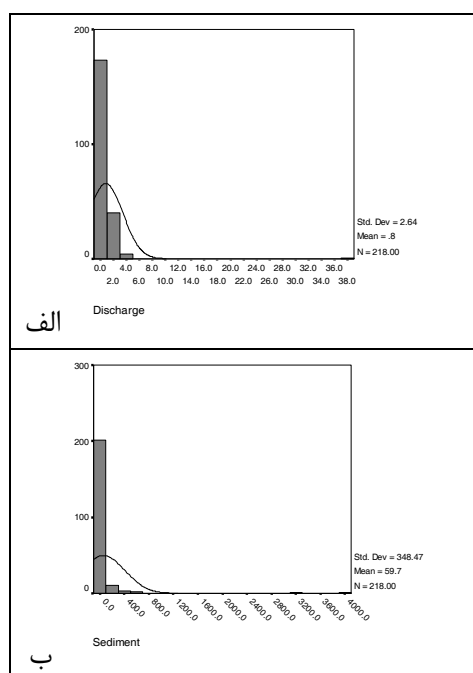 200
100
0
0.0 4.0 8.0 12.0 16.0 20.0 24.0 28.0 32.0 36.0
2.0 6.0 10.0 14.0 18.0 22.0 26.0 30.0 34.0 38.0
Std. Dev = 2.64
Mean = .8
N = 218.00
Discharge
الف
300
200
100
0
0.0 400.0 800.0 1200.0 1600.0 2000.0 2400.0 2800.0 3200.0 3600.0 4000.0
Std. Dev = 348.47
Mean = 59.7
N = 218.00
Sediment
ب